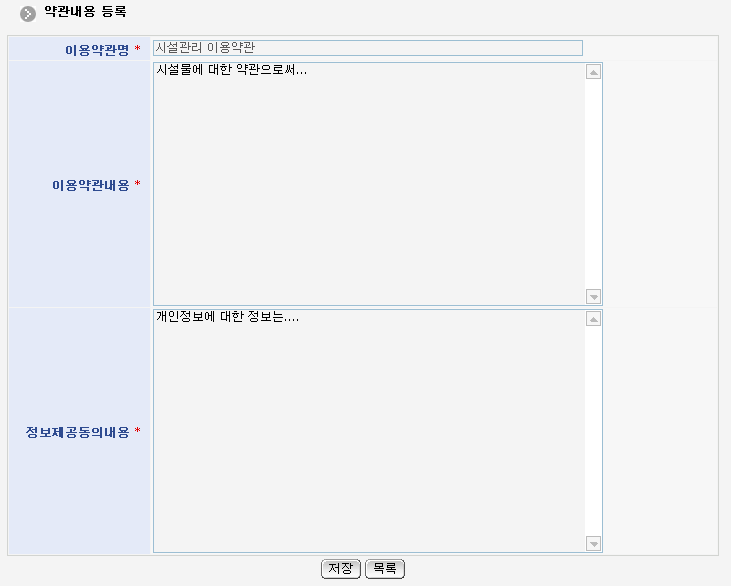 약관내용 등록
이용약관명 * 시설관리 이용약관
이용약관내용 * 시설물에 대한 약관으로써...
정보제공동의내용 * 개인정보에 대한 정보는....
저장 목록